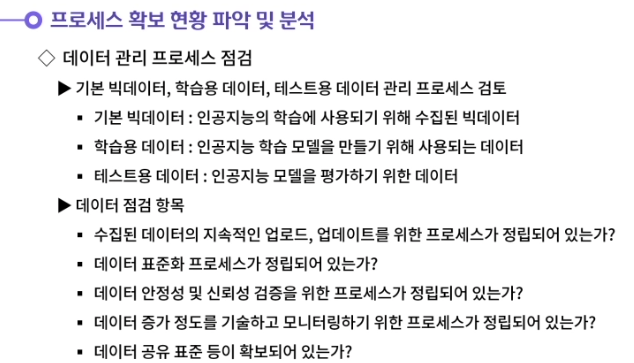 프로세스 확보 현황 파악 및 분석
◇ 데이터 관리 프로세스 점검
▶ 기본 빅데이터, 학습용 데이터, 테스트용 데이터 관리 프로세스 검토
▪ 기본 빅데이터 : 인공지능의 학습에 사용되기 위해 수집된 빅데이터
▪ 학습용 데이터 : 인공지능 학습 모델을 만들기 위해 사용되는 데이터
▪ 테스트용 데이터 : 인공지능 모델을 평가하기 위한 데이터
▶ 데이터 점검 항목
▪ 수집된 데이터의 지속적인 업로드, 업데이트를 위한 프로세스가 정립되어 있는가?
▪ 데이터 표준화 프로세스가 정립되어 있는가?
▪ 데이터 안정성 및 신뢰성 검증을 위한 프로세스가 정립되어 있는가?
▪ 데이터 증가 정도를 기술하고 모니터링하기 위한 프로세스가 정립되어 있는가?
▪ 데이터 공유 표준 등이 확보되어 있는가?